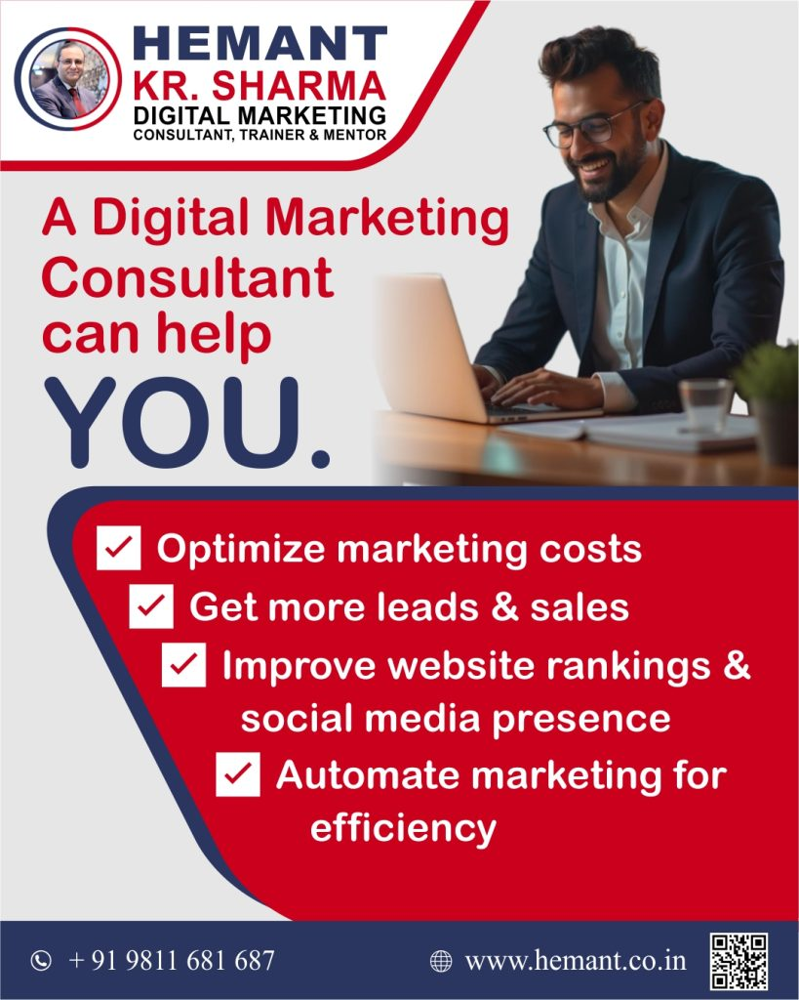 HEMANT
KR. SHARMA
DIGITAL MARKETING
CONSULTANT, TRAINER & MENTOR
A Digital Marketing
Consultant
can help
YOU.
Optimize marketing costs
Get more leads & sales
Improve website rankings &
social media presence
Automate marketing for
efficiency
+ 91 9811 681 687
www.hemant.co.in